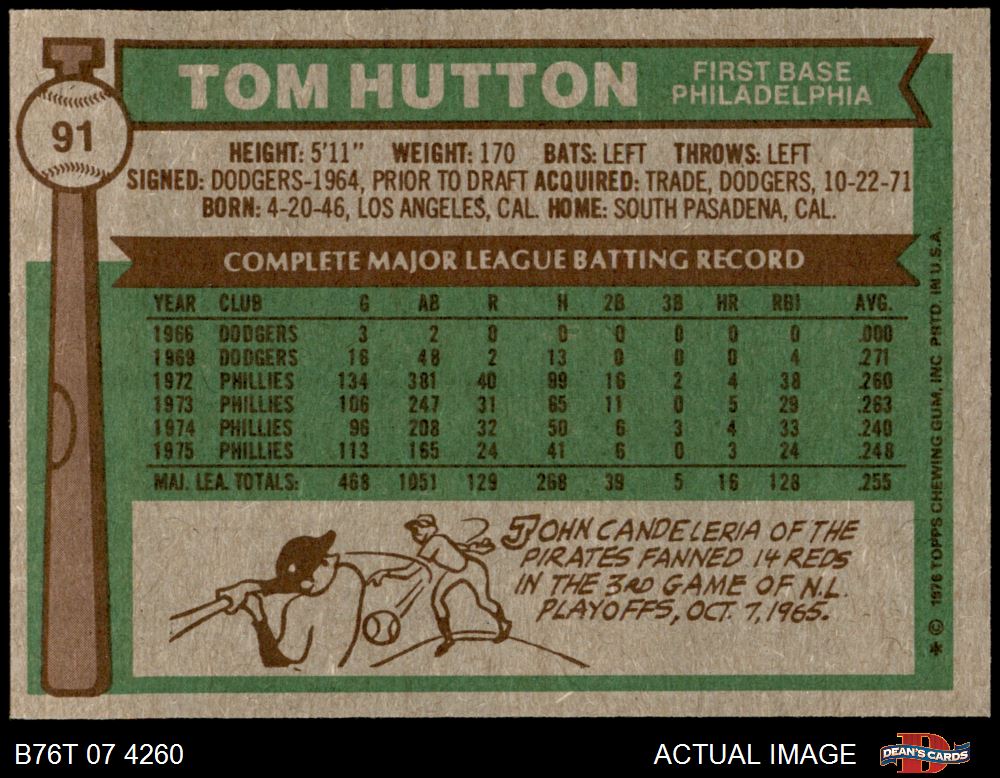 91
TOM HUTTON
FIRST BASE
PHILADELPHIA
HEIGHT: 5'11" WEIGHT: 170 BATS: LEFT THROWS: LEFT
SIGNED: DODGERS-1964, PRIOR TO DRAFT ACQUIRED: TRADE, DODGERS, 10-22-71
BORN: 4-20-46, LOS ANGELES, CAL. HOME: SOUTH PASADENA, CAL.
COMPLETE MAJOR LEAGUE BATTING RECORD
YEAR CLUB G AB R H 2B 3B HR RBI AVG.
1966 DODGERS 3 2 0 0 0 0 0 0 .000
1969 DODGERS 16 48 2 13 0 0 0 4 .271
1972 PHILLIES 134 381 40 99 16 2 4 38 .260
1973 PHILLIES 106 247 31 65 11 0 5 29 .263
1974 PHILLIES 96 208 32 50 6 3 4 33 .240
1975 PHILLIES 113 165 24 41 6 0 3 24 .248
MAJ. LEA. TOTALS: 468 1051 129 268 39 5 16 128 .255
JOHN CANDELERIA OF THE
PIRATES FANNED 14 REDS
IN THE 3RD GAME OF N.L.
PLAYOFFS, OCT. 7, 1965.
* © 1976 TOPPS CHEWING GUM, INC. PRTD. IN U.S.A.
B76T 07 4260
ACTUAL IMAGE
DEAN'S CARDS